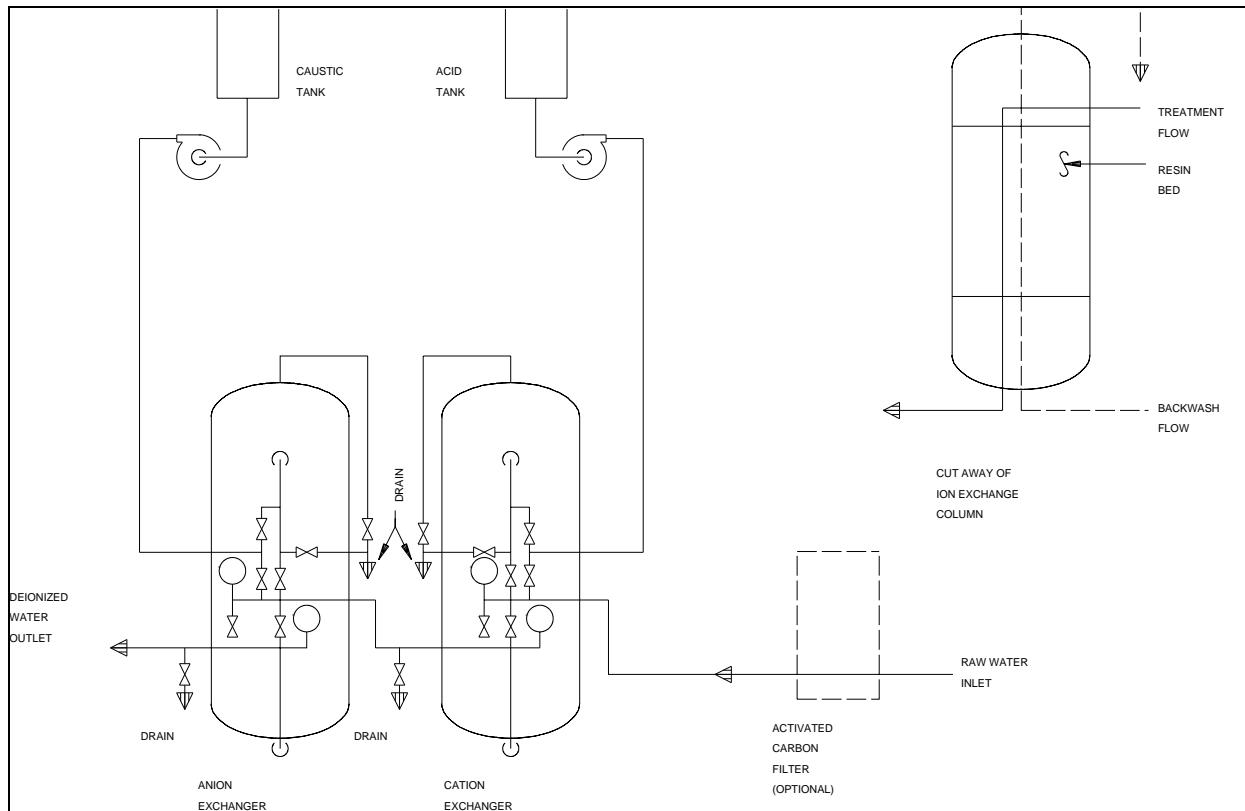 CAUSTIC
TANK
ACID
TANK
TREATMENT
FLOW
RESIN
BED
BACKWASH
FLOW
CUT AWAY OF
ION EXCHANGE
COLUMN
DRAIN
DEIONIZED
WATER
OUTLET
RAW WATER
INLET
DRAIN
DRAIN
ACTIVATED
CARBON
FILTER
(OPTIONAL)
ANION
EXCHANGER
CATION
EXCHANGER